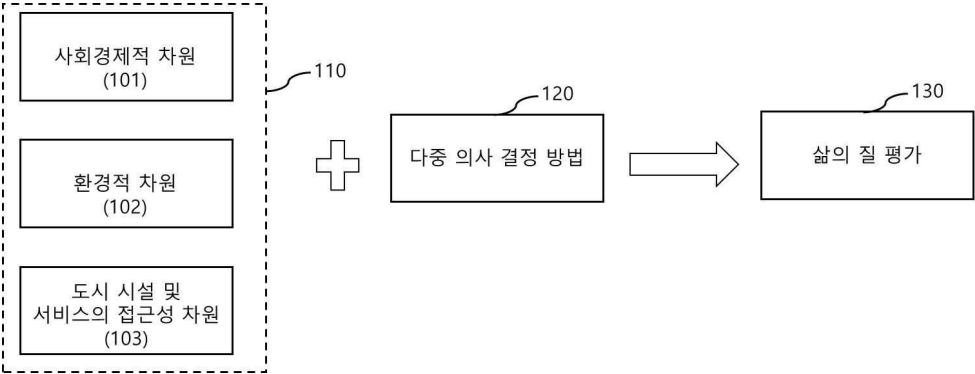 사회경제적 차원
(101)
110
환경적 차원
(102)
도시 시설 및
서비스의 접근성 차원
(103)
120
다중 의사 결정 방법
130
삶의 질 평가